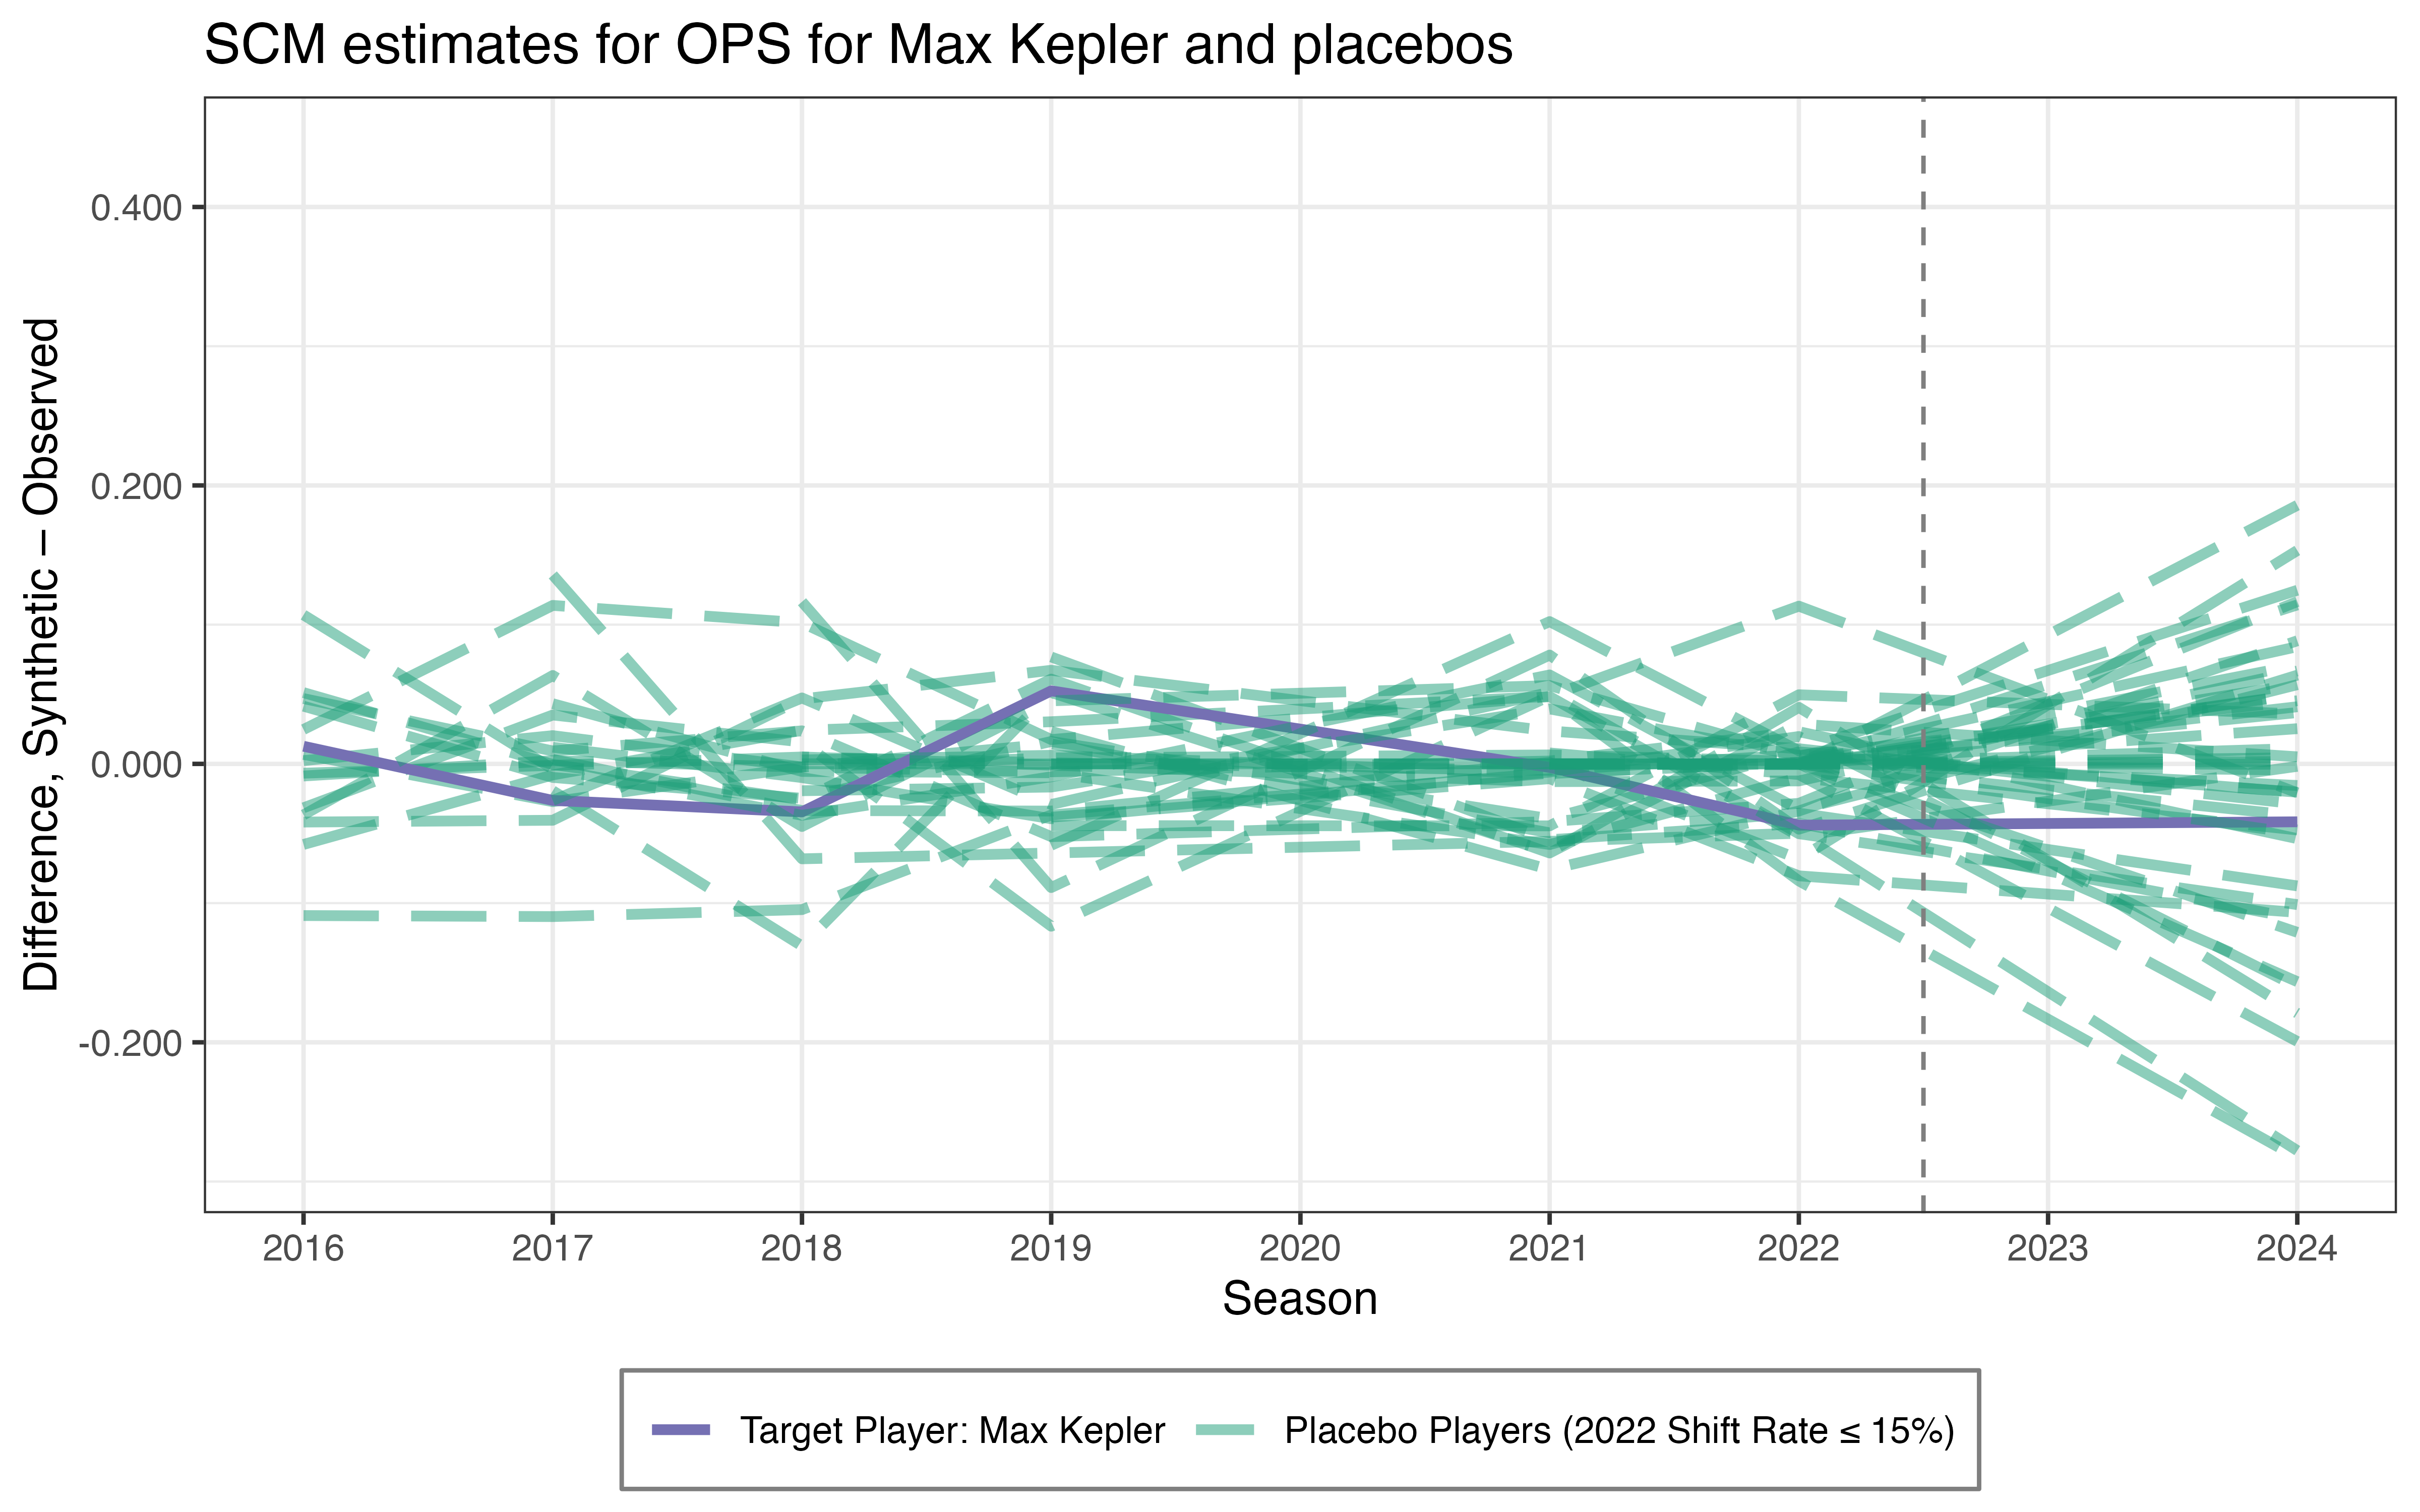 SCM estimates for OPS for Max Kepler and placebos
Difference, Synthetic – Observed
0.400
0.200
0.000
-0.200
2016 2017 2018 2019 2020 2021 2022 2023 2024
Season
Target Player: Max Kepler Placebo Players (2022 Shift Rate ≤ 15%)